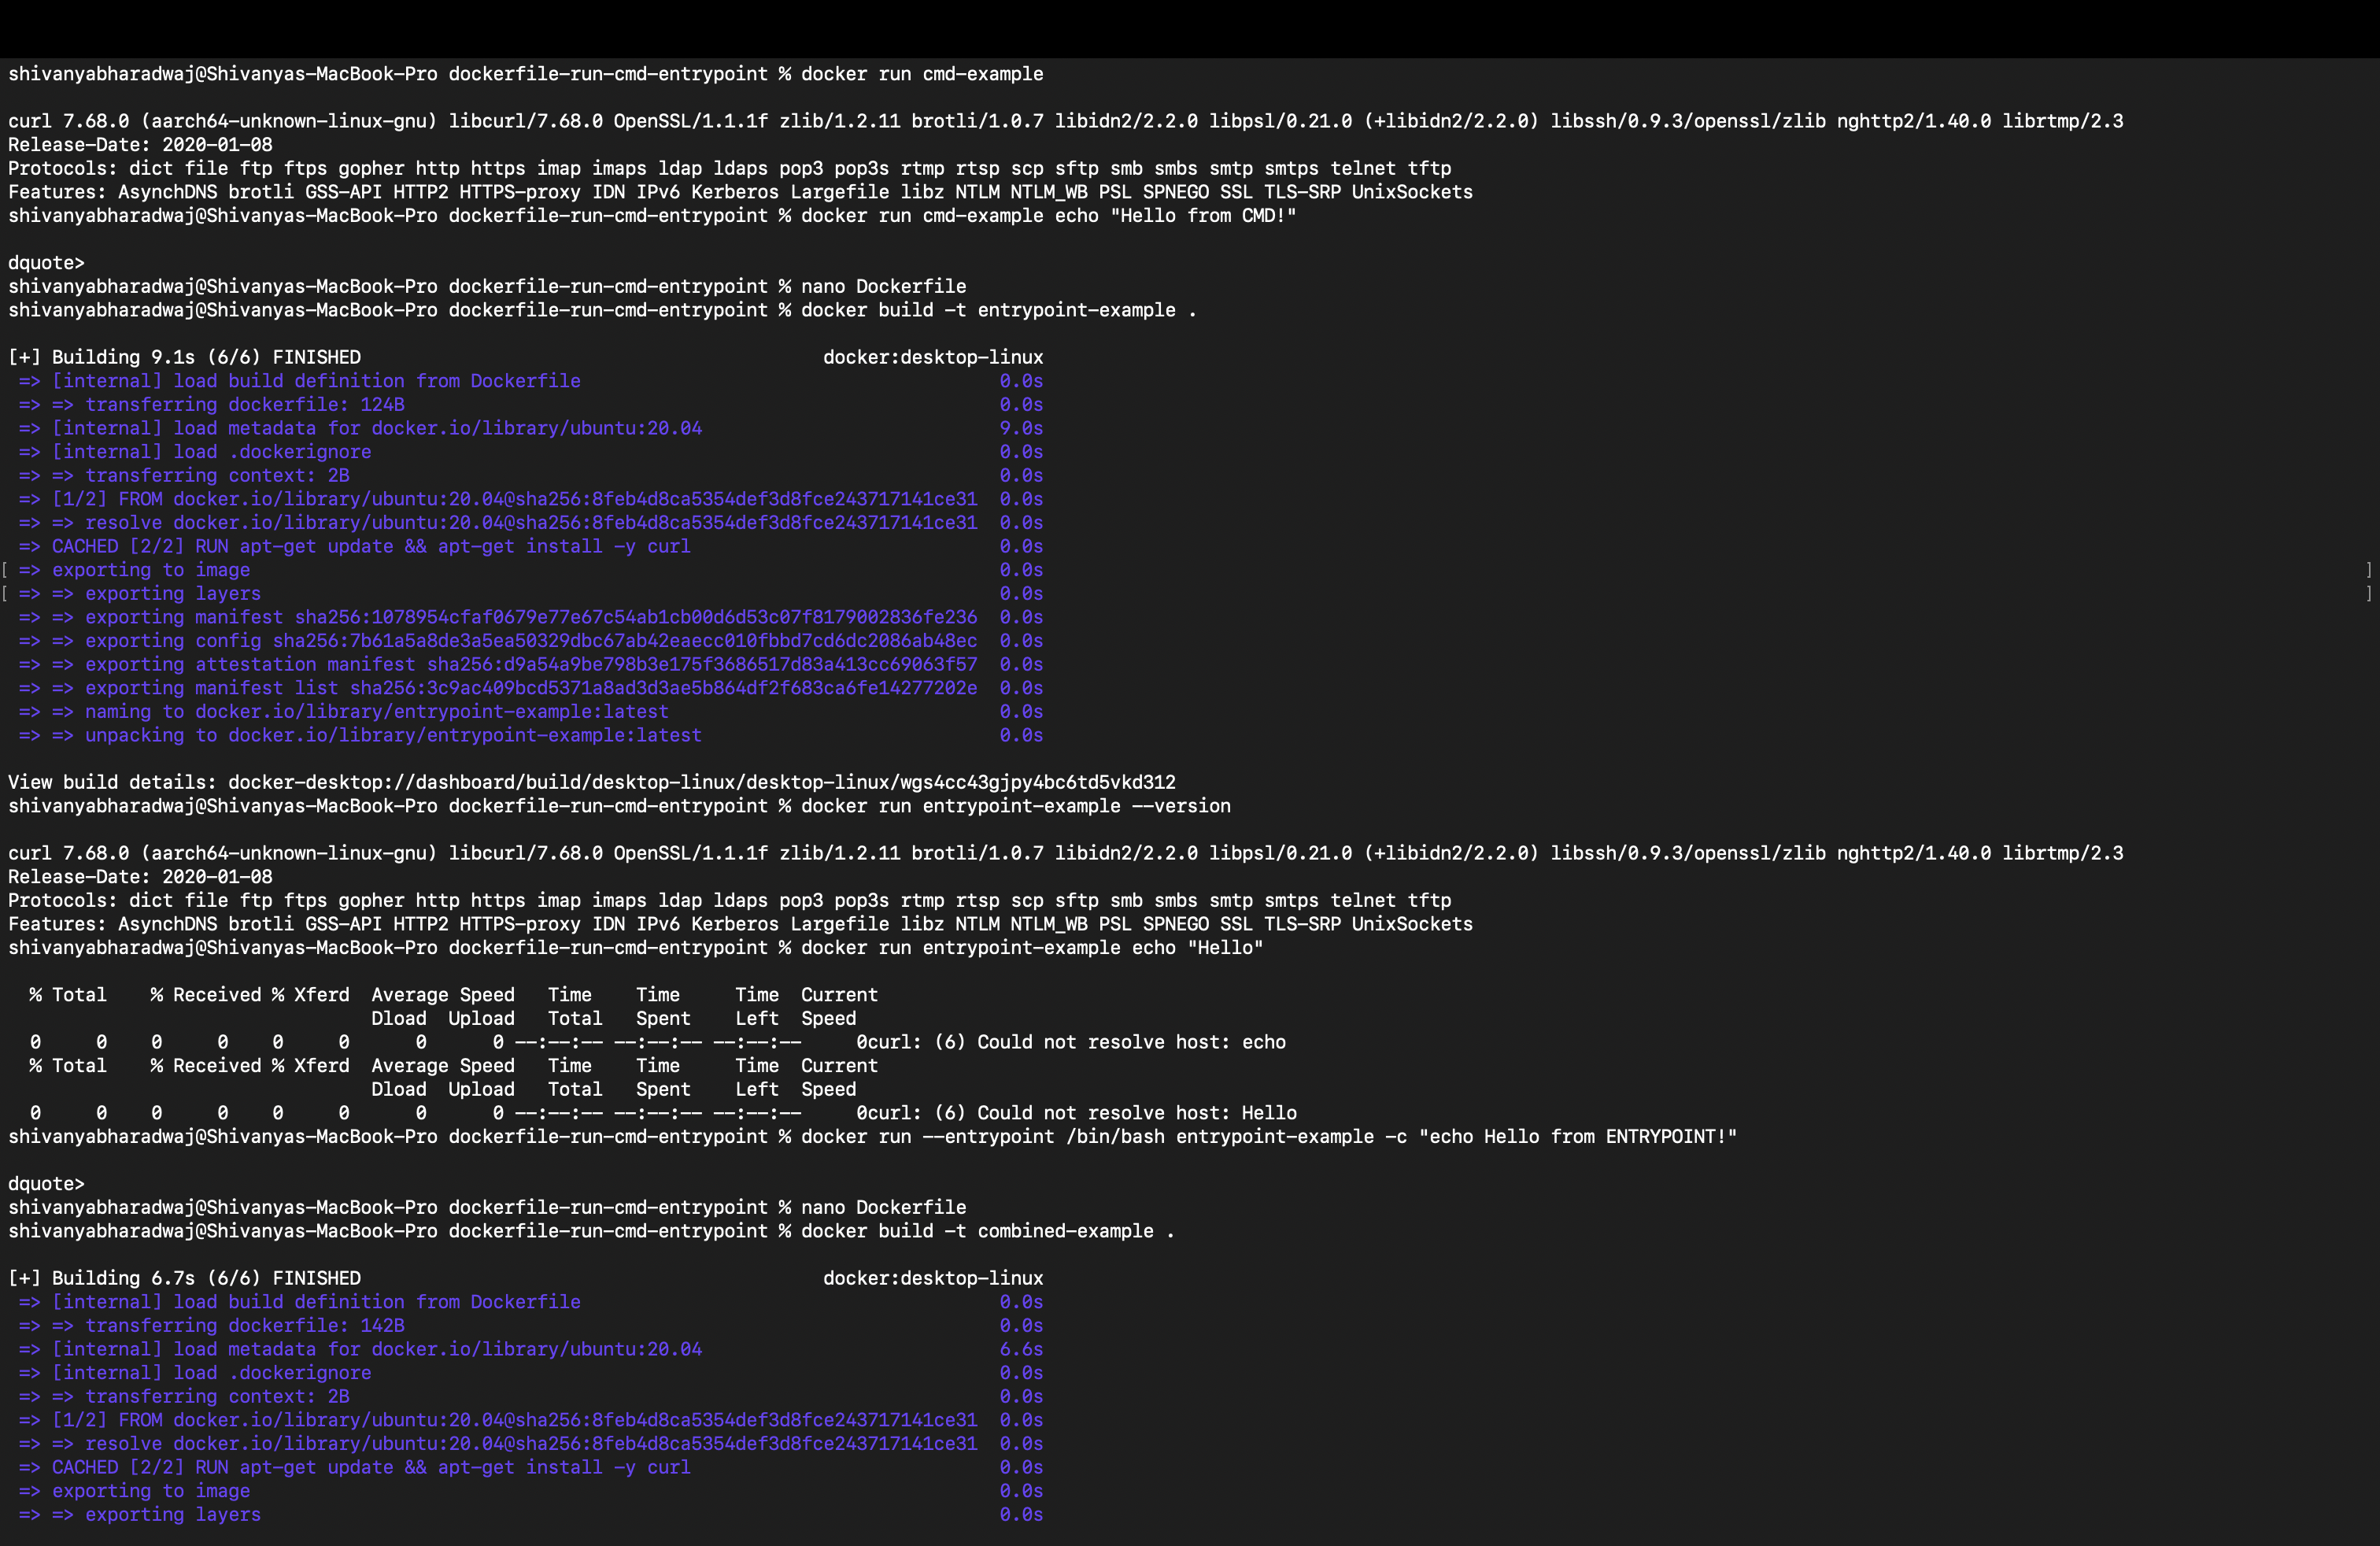 shivanyabharadwaj@Shivanyas-MacBook-Pro dockerfile-run-cmd-entrypoint % docker run cmd-example
curl 7.68.0 (aarch64-unknown-linux-gnu) libcurl/7.68.0 OpenSSL/1.1.1f zlib/1.2.11 brotli/1.0.7 libidn2/2.2.0 libpsl/0.21.0 (+libidn2/2.2.0) libssh/0.9.3/openssl/zlib nghttp2/1.40.0 librtmp/2.3
Release-Date: 2020-01-08
Protocols: dict file ftp ftps gopher http https imap imaps ldap ldaps pop3 pop3s rtmp rtsp scp sftp smb smbs smtp smtps telnet tftp
Features: AsynchDNS brotli GSS-API HTTP2 HTTPS-proxy IDN IPv6 Kerberos Largefile libz NTLM NTLM_WB PSL SPNEGO SSL TLS-SRP UnixSockets
shivanyabharadwaj@Shivanyas-MacBook-Pro dockerfile-run-cmd-entrypoint % docker run cmd-example echo "Hello from CMD!"
dquote>
shivanyabharadwaj@Shivanyas-MacBook-Pro dockerfile-run-cmd-entrypoint % nano Dockerfile
shivanyabharadwaj@Shivanyas-MacBook-Pro dockerfile-run-cmd-entrypoint % docker build -t entrypoint-example .
[+] Building 9.1s (6/6) FINISHED docker:desktop-linux
=> [internal] load build definition from Dockerfile 0.0s
=> => transferring dockerfile: 124B 0.0s
=> [internal] load metadata for docker.io/library/ubuntu:20.04 9.0s
=> [internal] load .dockerignore 0.0s
=> => transferring context: 2B 0.0s
=> [1/2] FROM docker.io/library/ubuntu:20.04@sha256:8feb4d8ca5354def3d8fce243717141ce31 0.0s
=> => resolve docker.io/library/ubuntu:20.04@sha256:8feb4d8ca5354def3d8fce243717141ce31 0.0s
=> CACHED [2/2] RUN apt-get update && apt-get install -y curl 0.0s
[ => exporting to image 0.0s ]
[ => => exporting layers 0.0s ]
=> => exporting manifest sha256:1078954cfaf0679e77e67c54ab1cb00d6d53c07f8179002836fe236 0.0s
=> => exporting config sha256:7b61a5a8de3a5ea50329dbc67ab42eaecc010fbbd7cd6dc2086ab48ec 0.0s
=> => exporting attestation manifest sha256:d9a54a9be798b3e175f3686517d83a413cc69063f57 0.0s
=> => exporting manifest list sha256:3c9ac409bcd5371a8ad3d3ae5b864df2f683ca6fe14277202e 0.0s
=> => naming to docker.io/library/entrypoint-example:latest 0.0s
=> => unpacking to docker.io/library/entrypoint-example:latest 0.0s
View build details: docker-desktop://dashboard/build/desktop-linux/desktop-linux/wgs4cc43gjpy4bc6td5vkd312
shivanyabharadwaj@Shivanyas-MacBook-Pro dockerfile-run-cmd-entrypoint % docker run entrypoint-example --version
curl 7.68.0 (aarch64-unknown-linux-gnu) libcurl/7.68.0 OpenSSL/1.1.1f zlib/1.2.11 brotli/1.0.7 libidn2/2.2.0 libpsl/0.21.0 (+libidn2/2.2.0) libssh/0.9.3/openssl/zlib nghttp2/1.40.0 librtmp/2.3
Release-Date: 2020-01-08
Protocols: dict file ftp ftps gopher http https imap imaps ldap ldaps pop3 pop3s rtmp rtsp scp sftp smb smbs smtp smtps telnet tftp
Features: AsynchDNS brotli GSS-API HTTP2 HTTPS-proxy IDN IPv6 Kerberos Largefile libz NTLM NTLM_WB PSL SPNEGO SSL TLS-SRP UnixSockets
shivanyabharadwaj@Shivanyas-MacBook-Pro dockerfile-run-cmd-entrypoint % docker run entrypoint-example echo "Hello"
% Total % Received % Xferd Average Speed Time Time Time Current
Dload Upload Total Spent Left Speed
0 0 0 0 0 0 0 0 --:--:-- --:--:-- --:--:-- 0curl: (6) Could not resolve host: echo
% Total % Received % Xferd Average Speed Time Time Time Current
Dload Upload Total Spent Left Speed
0 0 0 0 0 0 0 0 --:--:-- --:--:-- --:--:-- 0curl: (6) Could not resolve host: Hello
shivanyabharadwaj@Shivanyas-MacBook-Pro dockerfile-run-cmd-entrypoint % docker run --entrypoint /bin/bash entrypoint-example -c "echo Hello from ENTRYPOINT!"
dquote>
shivanyabharadwaj@Shivanyas-MacBook-Pro dockerfile-run-cmd-entrypoint % nano Dockerfile
shivanyabharadwaj@Shivanyas-MacBook-Pro dockerfile-run-cmd-entrypoint % docker build -t combined-example .
[+] Building 6.7s (6/6) FINISHED docker:desktop-linux
=> [internal] load build definition from Dockerfile 0.0s
=> => transferring dockerfile: 142B 0.0s
=> [internal] load metadata for docker.io/library/ubuntu:20.04 6.6s
=> [internal] load .dockerignore 0.0s
=> => transferring context: 2B 0.0s
=> [1/2] FROM docker.io/library/ubuntu:20.04@sha256:8feb4d8ca5354def3d8fce243717141ce31 0.0s
=> => resolve docker.io/library/ubuntu:20.04@sha256:8feb4d8ca5354def3d8fce243717141ce31 0.0s
=> CACHED [2/2] RUN apt-get update && apt-get install -y curl 0.0s
=> exporting to image 0.0s
=> => exporting layers 0.0s